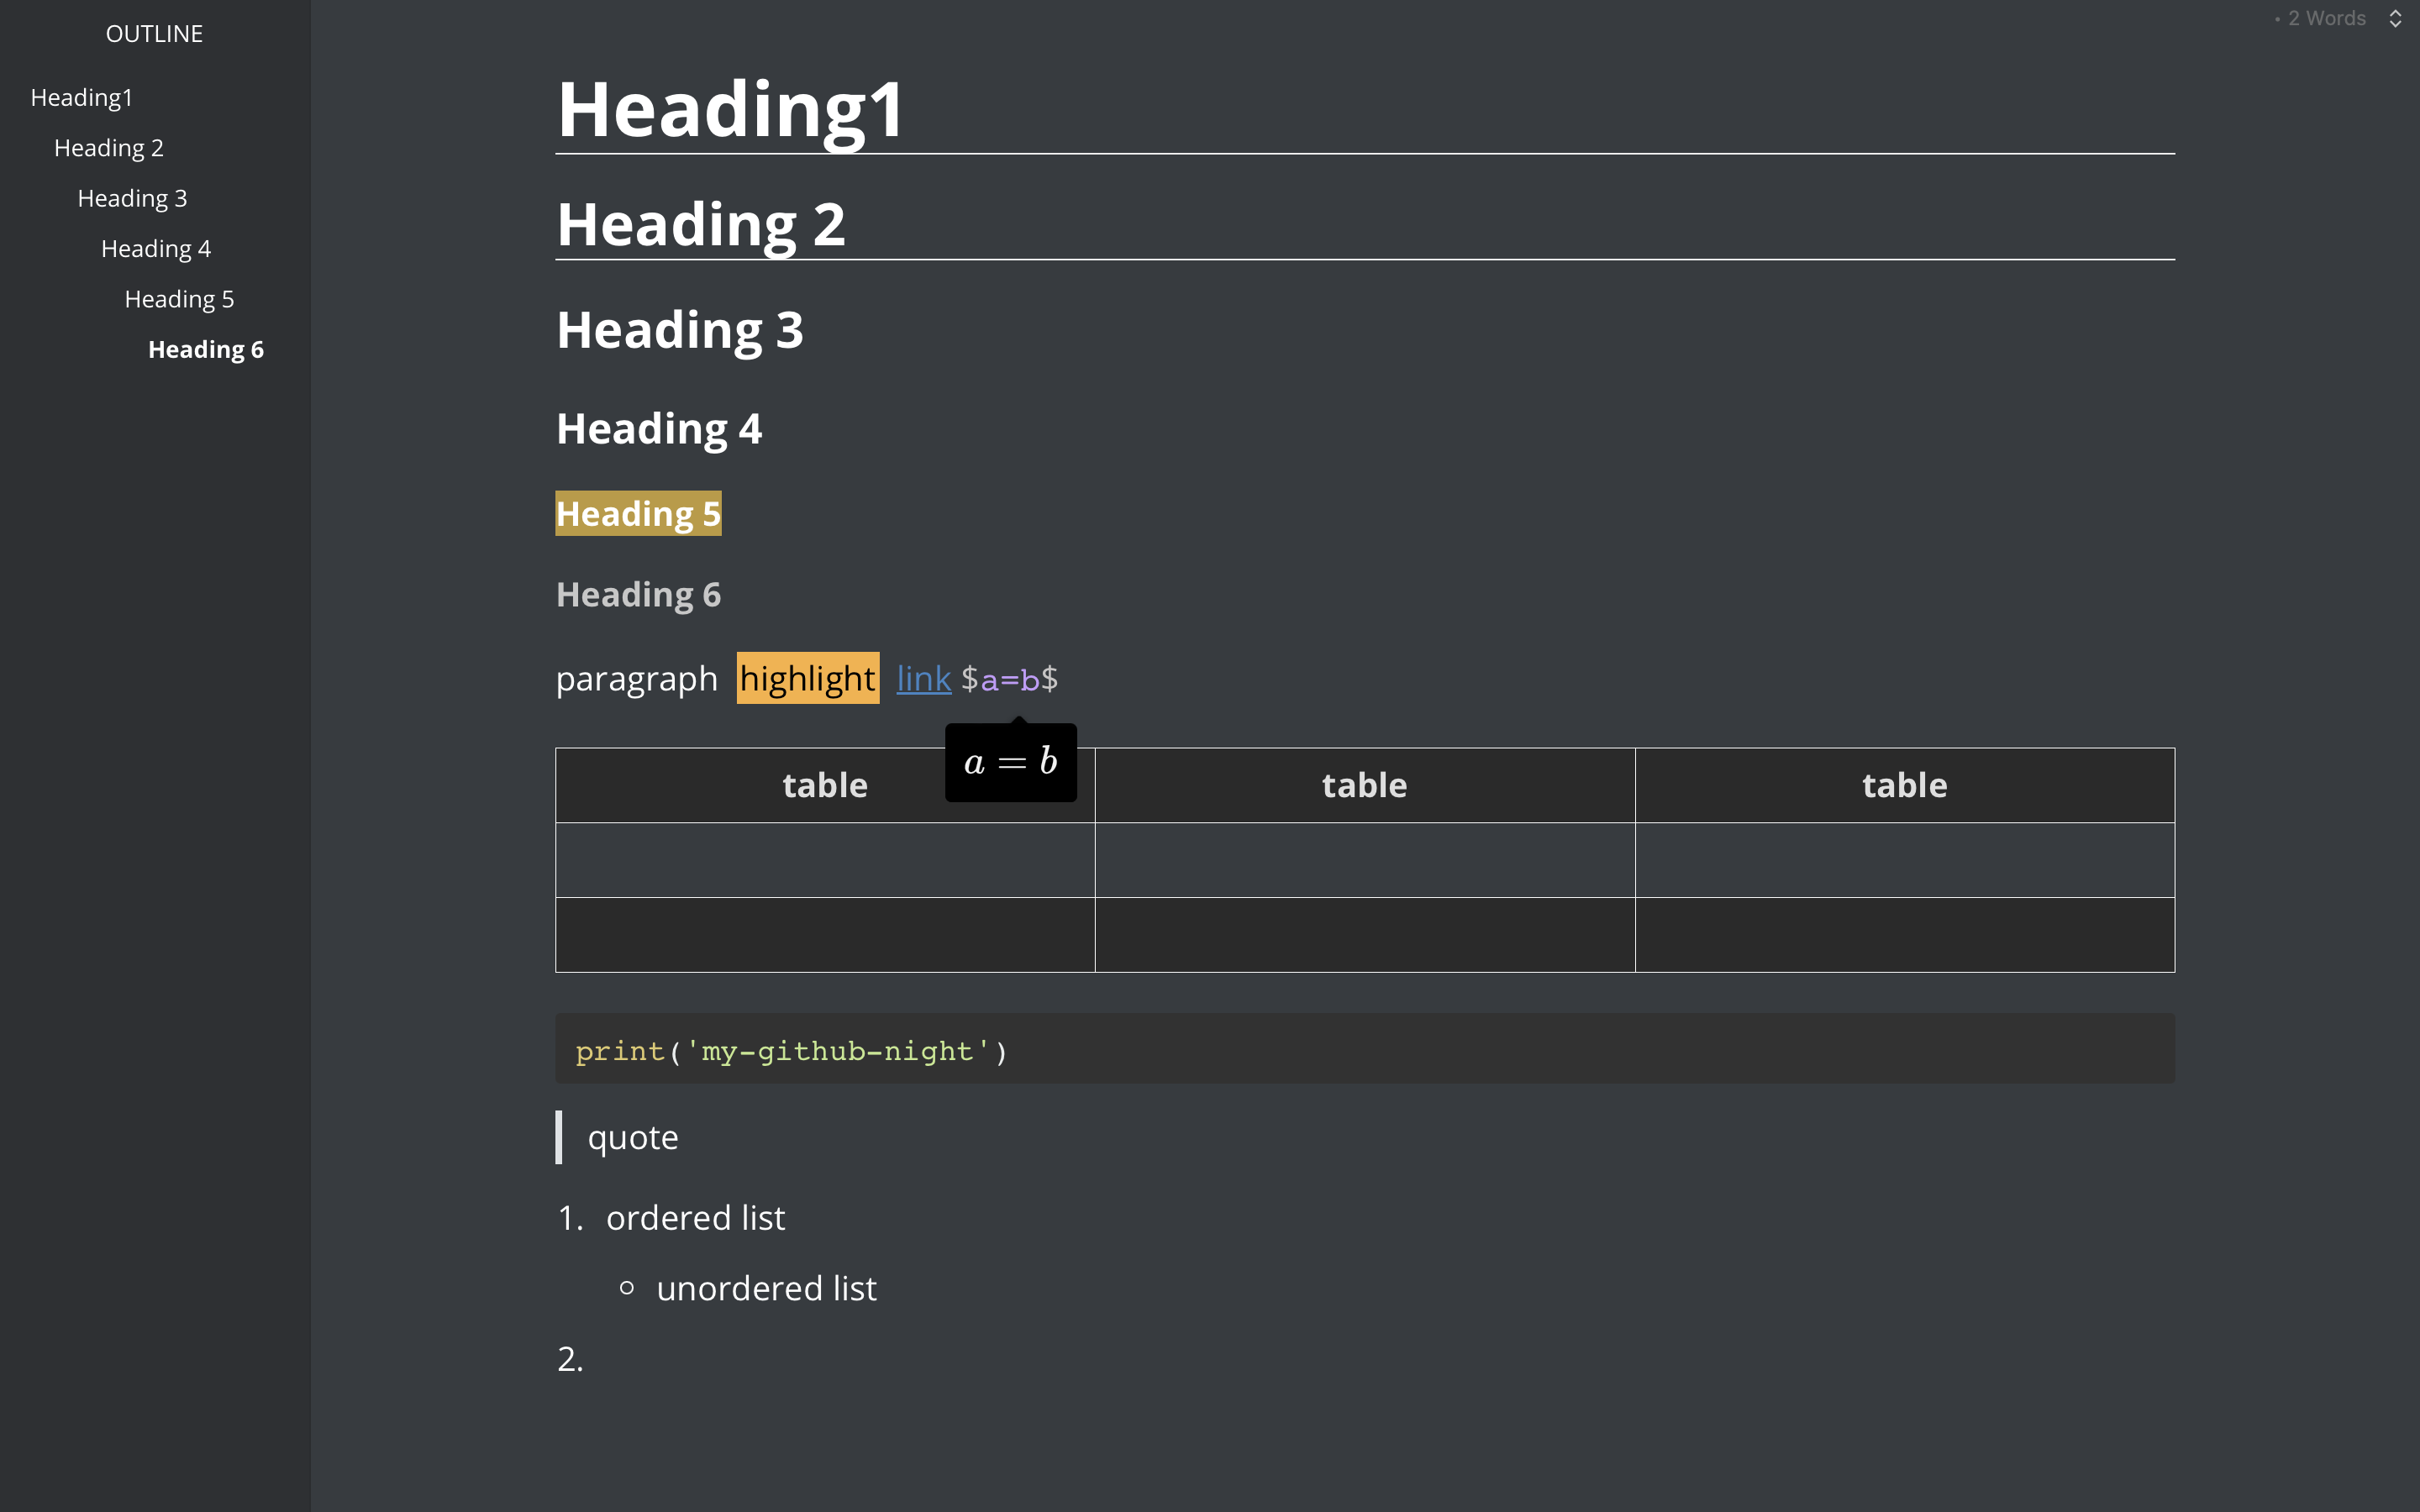 OUTLINE
Heading1
Heading 2
Heading 3
Heading 4
Heading 5
Heading 6
• 2 Words
Heading1
Heading 2
Heading 3
Heading 4
Heading 5
Heading 6
paragraph highlight link $a=b$
a = b
table table table
print('my-github-night')
quote
1. ordered list
○ unordered list
2.